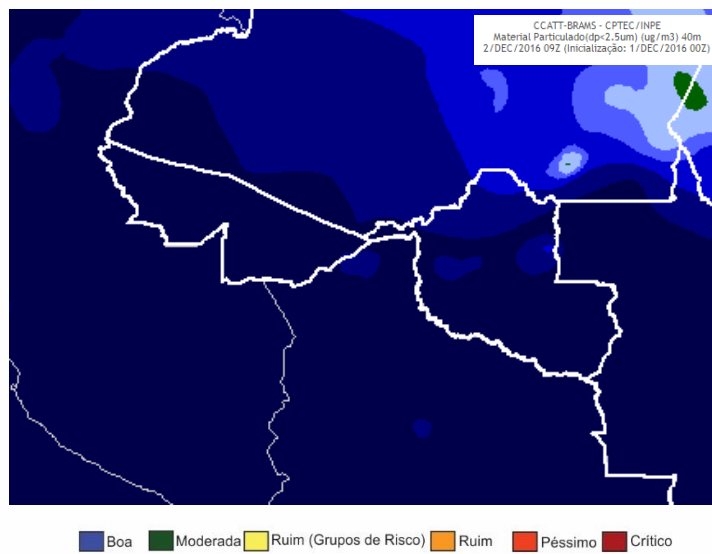 CCATT-BRAMS - CPTEC/INPE
Material Particulado(dp<2.5um) (ug/m3) 40m
2/DEC/2016 09Z (Inicialização: 1/DEC/2016 00Z)
Boa Moderada Ruim (Grupos de Risco) Ruim Péssimo Crítico